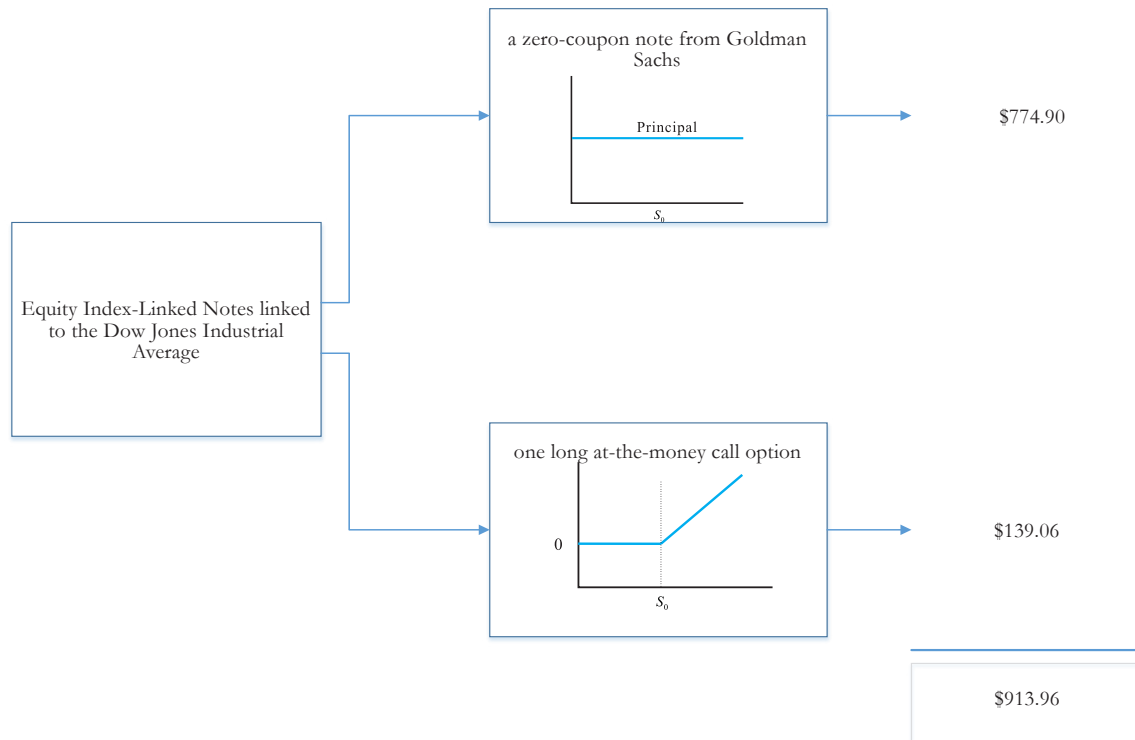 a zero-coupon note from Goldman
Sachs
Principal
S₀
$774.90
Equity Index-Linked Notes linked
to the Dow Jones Industrial
Average
one long at-the-money call option
0
S₀
$139.06
$913.96